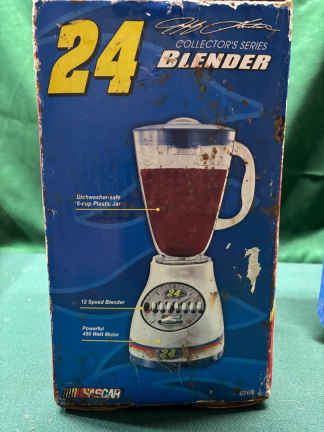 24
COLLECTOR'S SERIES
BLENDER
Dishwasher-safe
6-cup Plastic Jar
12 Speed Blender
24
Powerful
450 Watt Motor
24
NASCAR